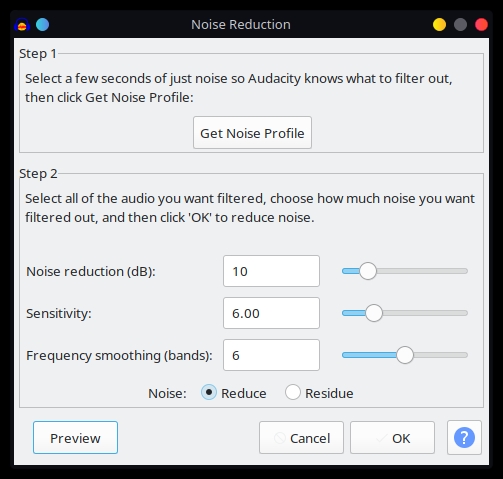 Noise Reduction
Step 1
Select a few seconds of just noise so Audacity knows what to filter out,
then click Get Noise Profile:
Get Noise Profile
Step 2
Select all of the audio you want filtered, choose how much noise you want
filtered out, and then click 'OK' to reduce noise.
Noise reduction (dB): 10
Sensitivity: 6.00
Frequency smoothing (bands): 6
Noise: Reduce Residue
Preview Cancel OK ?